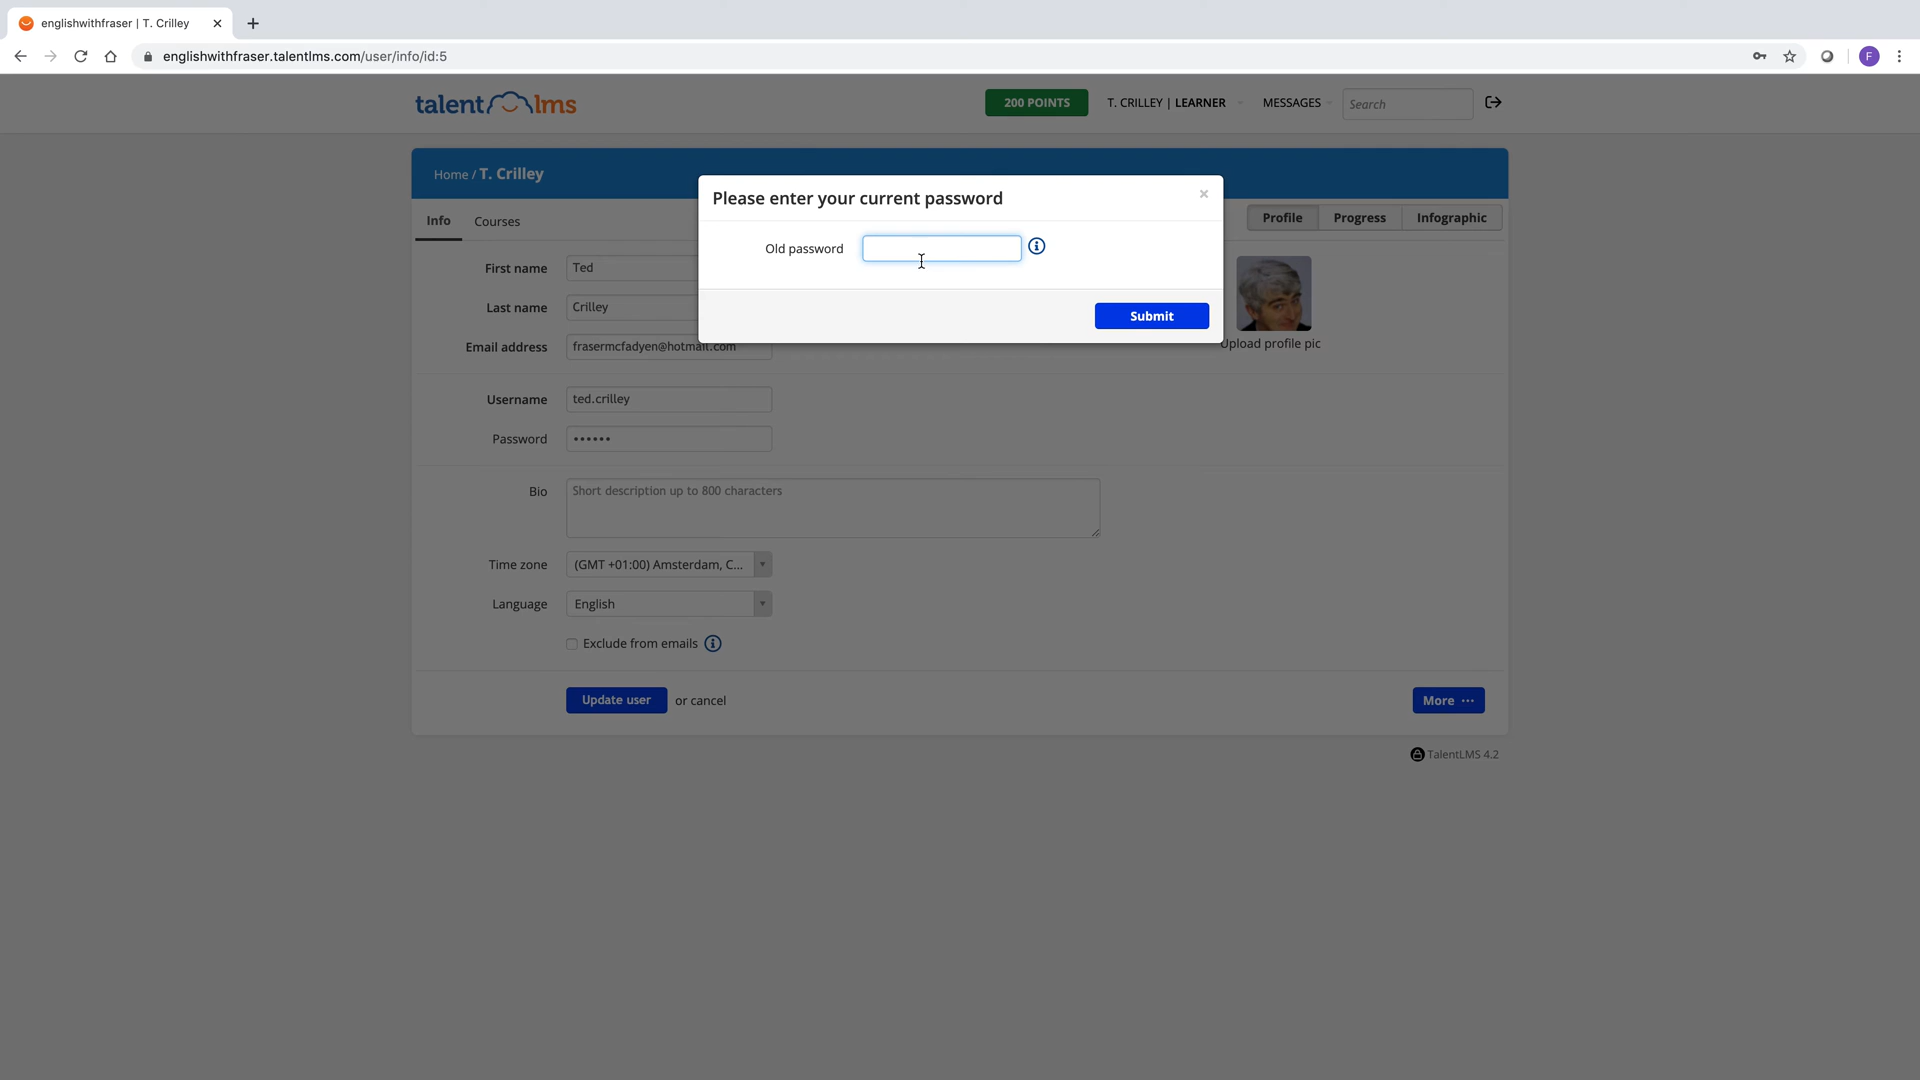 englishwithfraser | T. Crilley
englishwithfraser.talentlms.com/user/info/id:5
F
talentlms
200 POINTS
T. CRILLEY | LEARNER
MESSAGES
Search
Home / T. Crilley
Please enter your current password
Old password
Submit
Info
Courses
Profile
Progress
Infographic
First name
Ted
Last name
Crilley
Email address
frasermcfadyen@hotmail.com
Upload profile pic
Username
ted.crilley
Password
••••••
Bio
Short description up to 800 characters
Time zone
(GMT +01:00) Amsterdam, C...
Language
English
Exclude from emails
Update user
or cancel
More ···
TalentLMS 4.2